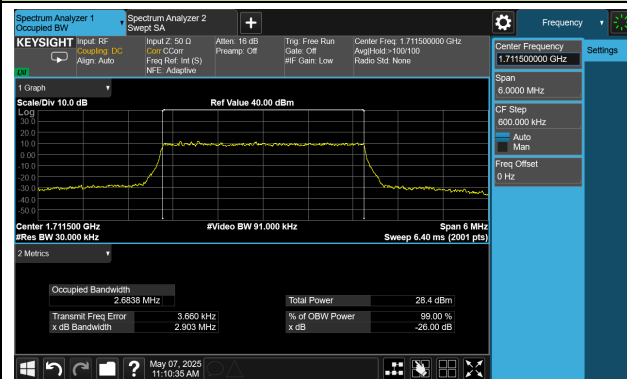 Spectrum Analyzer 1
Occupied BW
Spectrum Analyzer 2
Swept SA
+
Frequency
KEYSIGHT
Input: RF
Coupling: DC
Align: Auto
Input Z: 50 Ω
Corr CCorr
Freq Ref: Int (S)
NFE: Adaptive
Atten: 16 dB
Preamp: Off
Trig: Free Run
Gate: Off
#IF Gain: Low
Center Freq: 1.711500000 GHz
Avg|Hold:>100/100
Radio Std: None
Center Frequency
1.711500000 GHz
Settings
Span
6.0000 MHz
CF Step
600.000 kHz
Auto
Man
Freq Offset
0 Hz
1 Graph
Scale/Div 10.0 dB
Ref Value 40.00 dBm
Log
30.0
20.0
10.0
0.00
-10.0
-20.0
-30.0
-40.0
-50.0
Center 1.711500 GHz
#Video BW 91.000 kHz
Span 6 MHz
#Res BW 30.000 kHz
Sweep 6.40 ms (2001 pts)
2 Metrics
Occupied Bandwidth
2.6838 MHz
Total Power 28.4 dBm
Transmit Freq Error 3.660 kHz
% of OBW Power 99.00 %
x dB Bandwidth 2.903 MHz
x dB -26.00 dB
?
May 07, 2025
11:10:35 AM